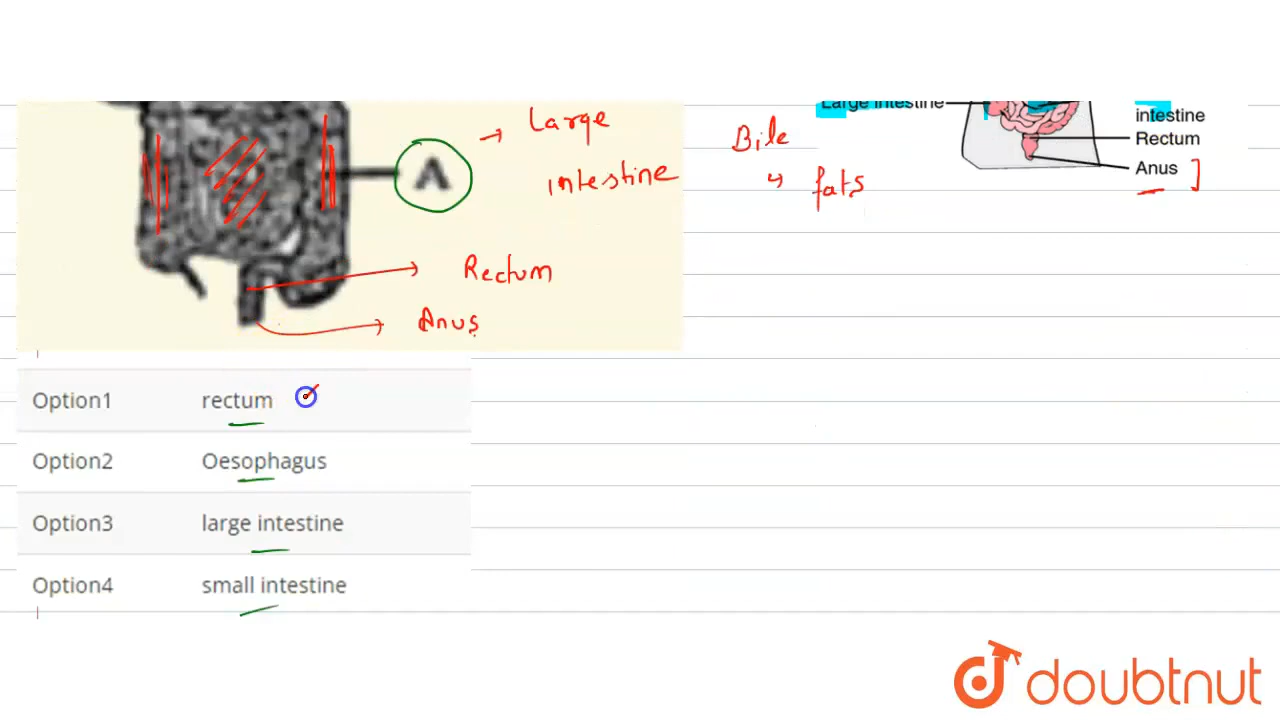 Large
intestine
A
Rectum
Anus
Bile
↳ fats
Large intestine
intestine
Rectum
Anus ]
Option1 rectum
Option2 Oesophagus
Option3 large intestine
Option4 small intestine
doubtnut